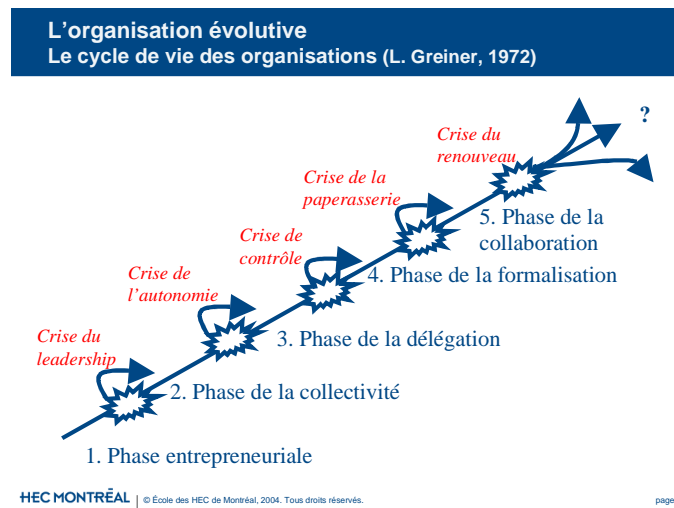 L'organisation évolutive
Le cycle de vie des organisations (L. Greiner, 1972)
?
Crise du
renouveau
Crise de la
paperasserie
5. Phase de la
collaboration
Crise de
contrôle
4. Phase de la formalisation
Crise de
l'autonomie
3. Phase de la délégation
Crise du
leadership
2. Phase de la collectivité
1. Phase entrepreneuriale
HEC MONTRĒAL | © École des HEC de Montréal, 2004. Tous droits réservés.
page